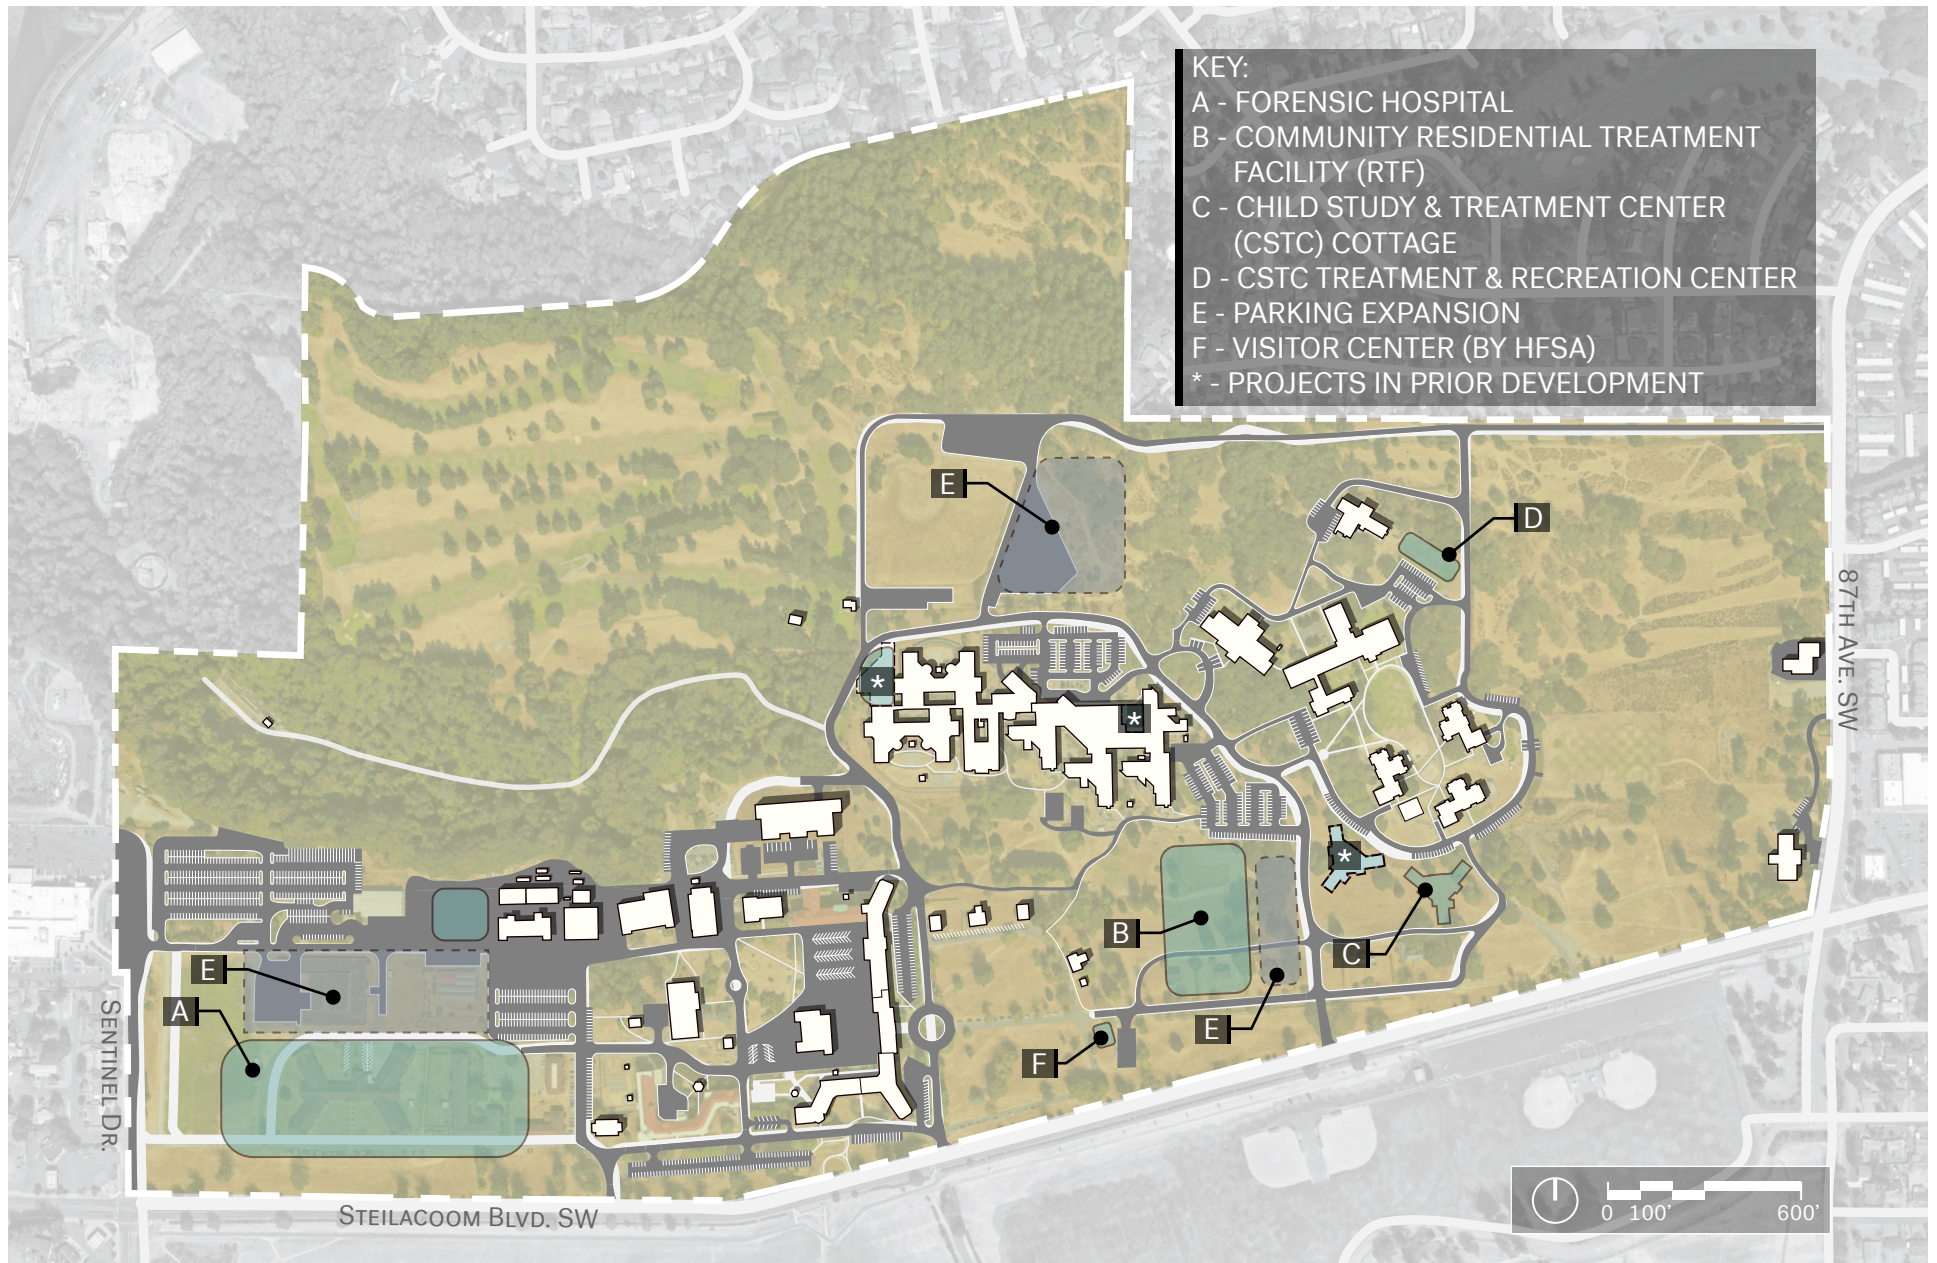 KEY:
A - FORENSIC HOSPITAL
B - COMMUNITY RESIDENTIAL TREATMENT
FACILITY (RTF)
C - CHILD STUDY & TREATMENT CENTER
(CSTC) COTTAGE
D - CSTC TREATMENT & RECREATION CENTER
E - PARKING EXPANSION
F - VISITOR CENTER (BY HFSA)
* - PROJECTS IN PRIOR DEVELOPMENT
E
D
87TH AVE. SW
*
*
*
B
C
E
A
E
F
SENTINEL DR.
STEILACOOM BLVD. SW
0 100' 600'